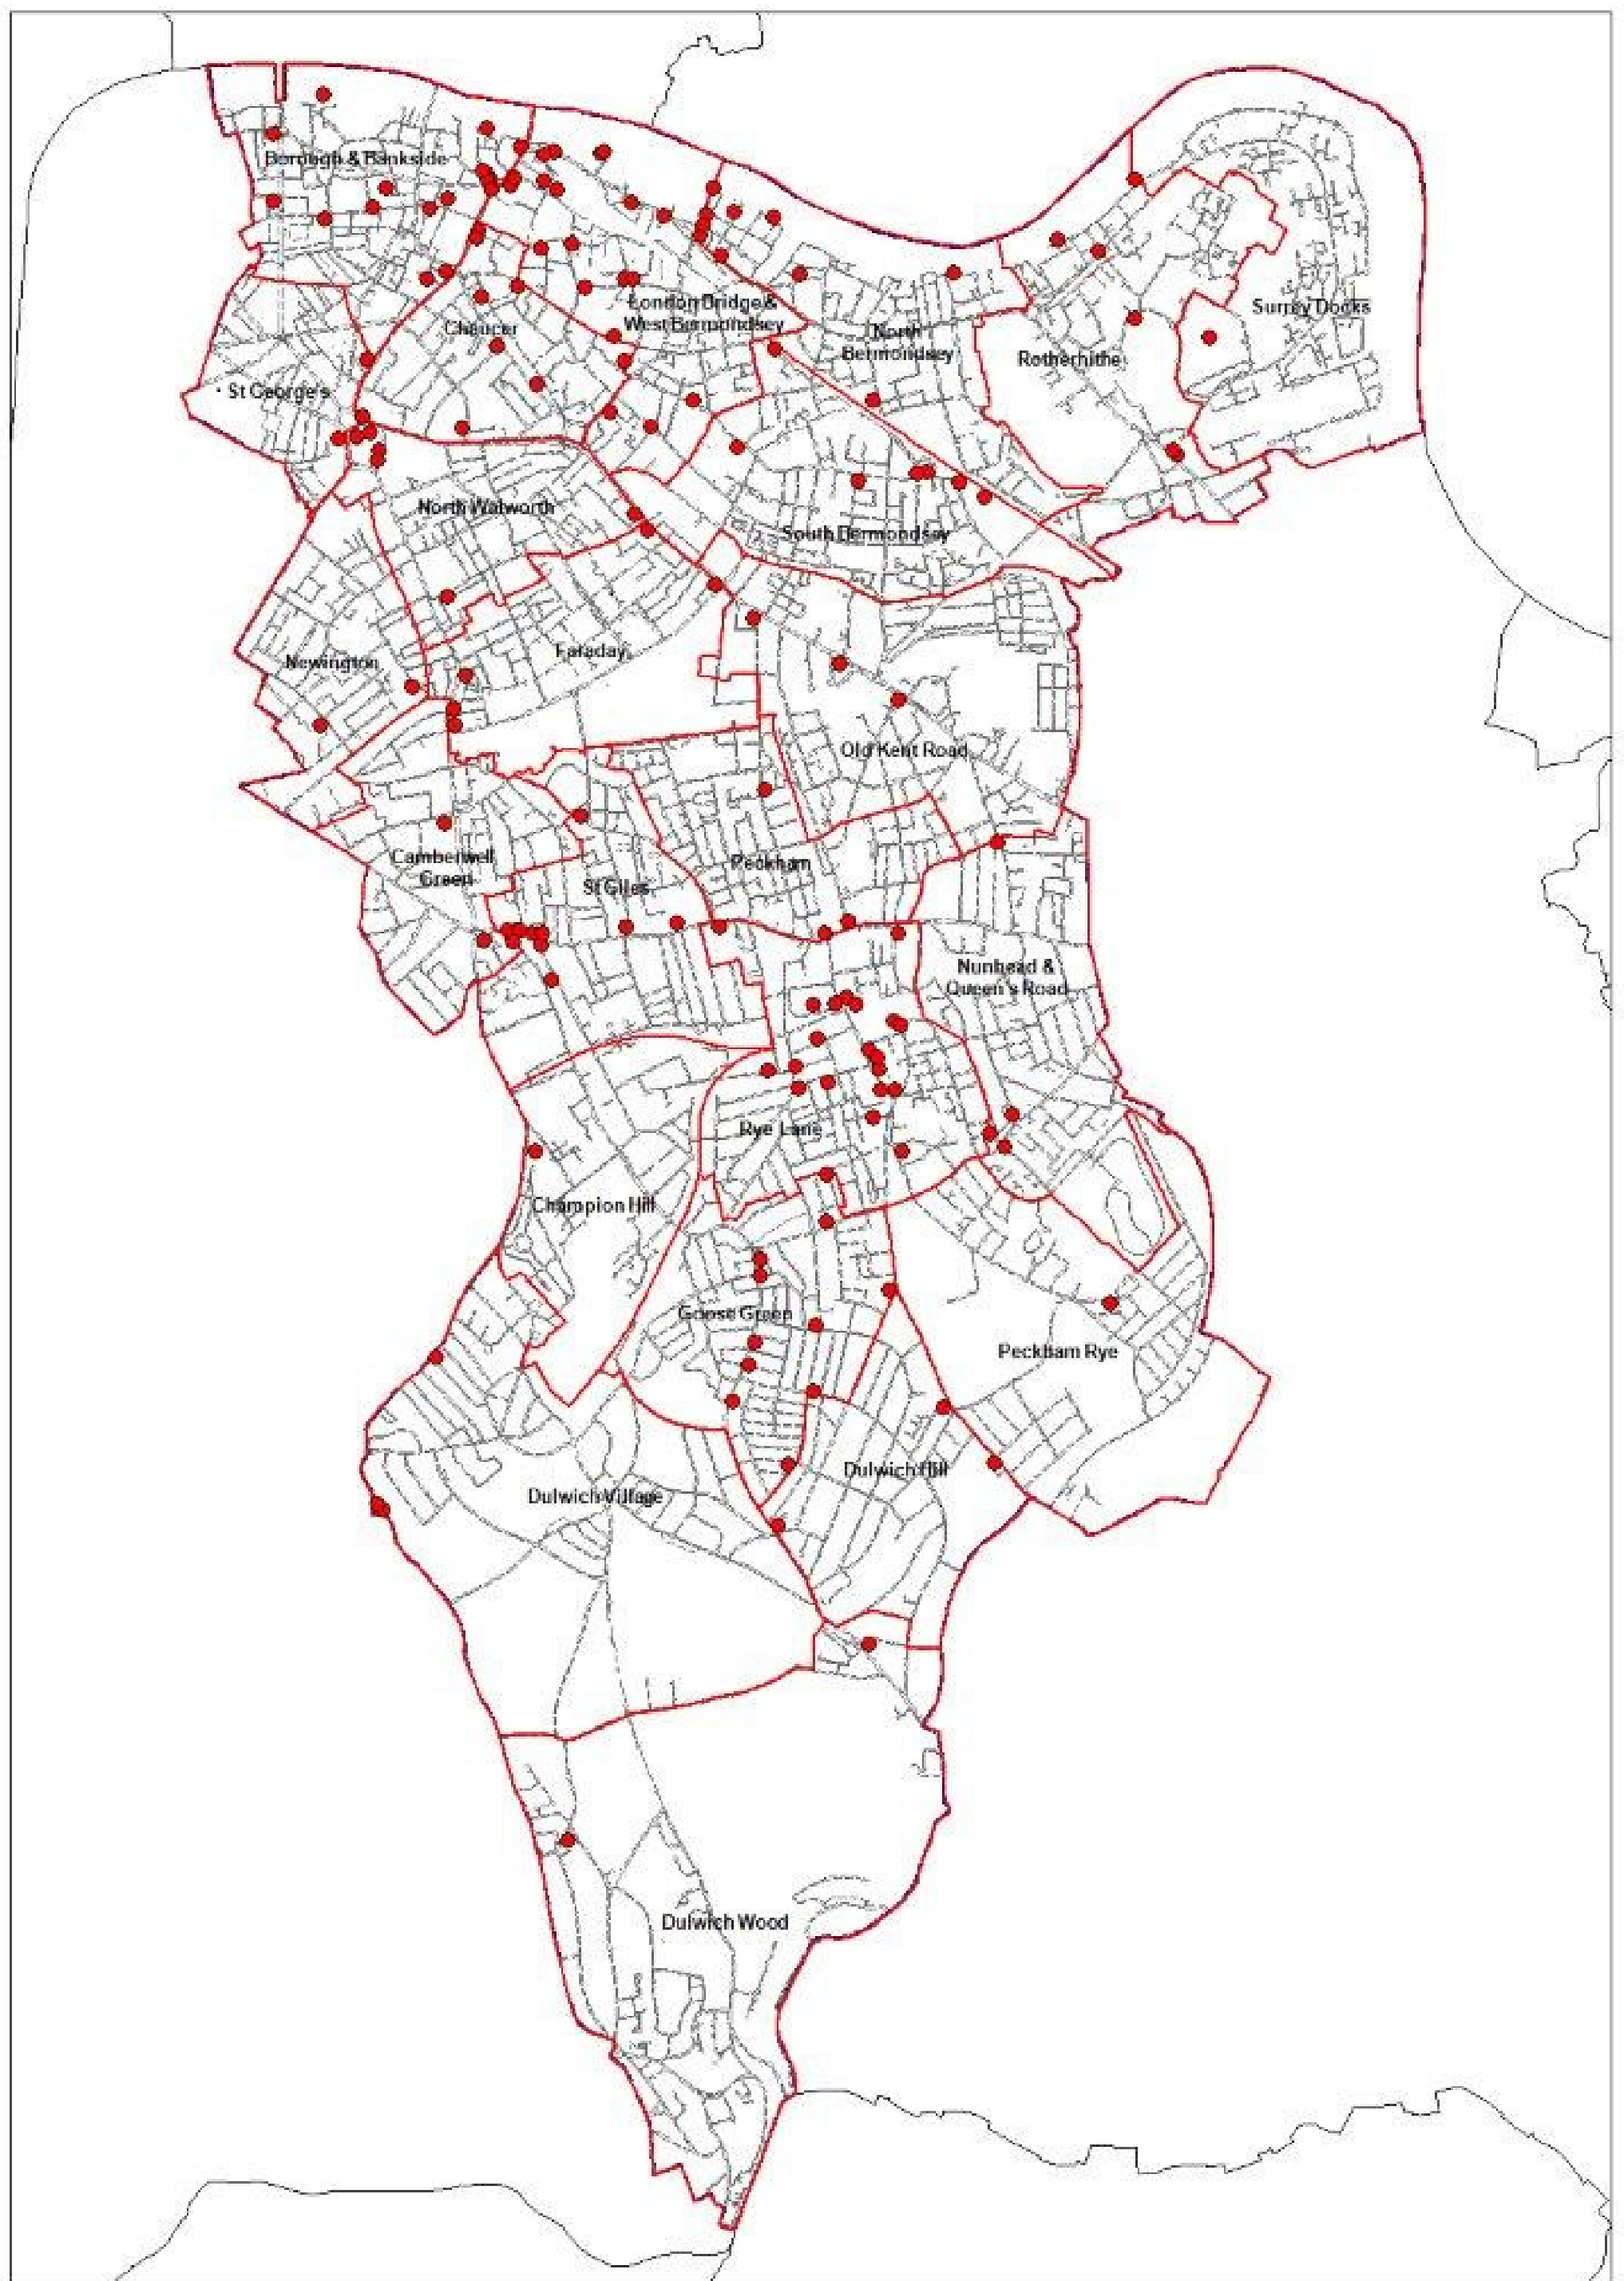 Borough & Bankside
London Bridge &
West Bermondsey
Surrey Docks
Chaucer
North
Bermondsey
Rotherhithe
St George's
North Walworth
South Bermondsey
Faraday
Newington
Old Kent Road
Camberwell
Green
Peckham
St Giles
Nunhead &
Queen's Road
Rye Lane
Champion Hill
Goose Green
Peckham Rye
Dulwich Hill
Dulwich Village
Dulwich Wood